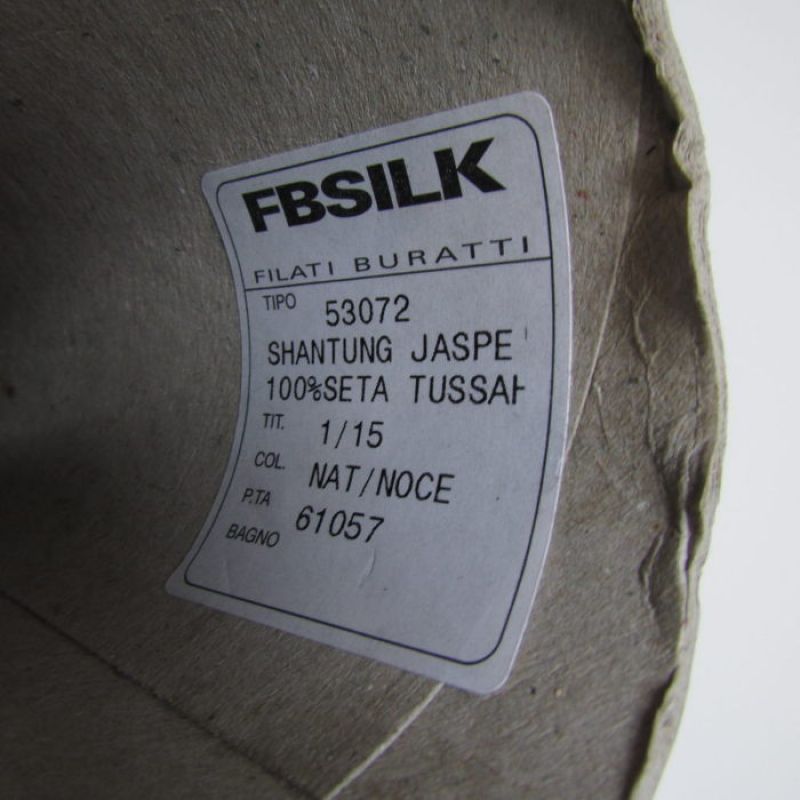 FBSILK
FILATI BURATTI
TIPO 53072
SHANTUNG JASPE
100%SETA TUSSAH
TIT. 1/15
COL. NAT/NOCE
P.TA 61057
BAGNO